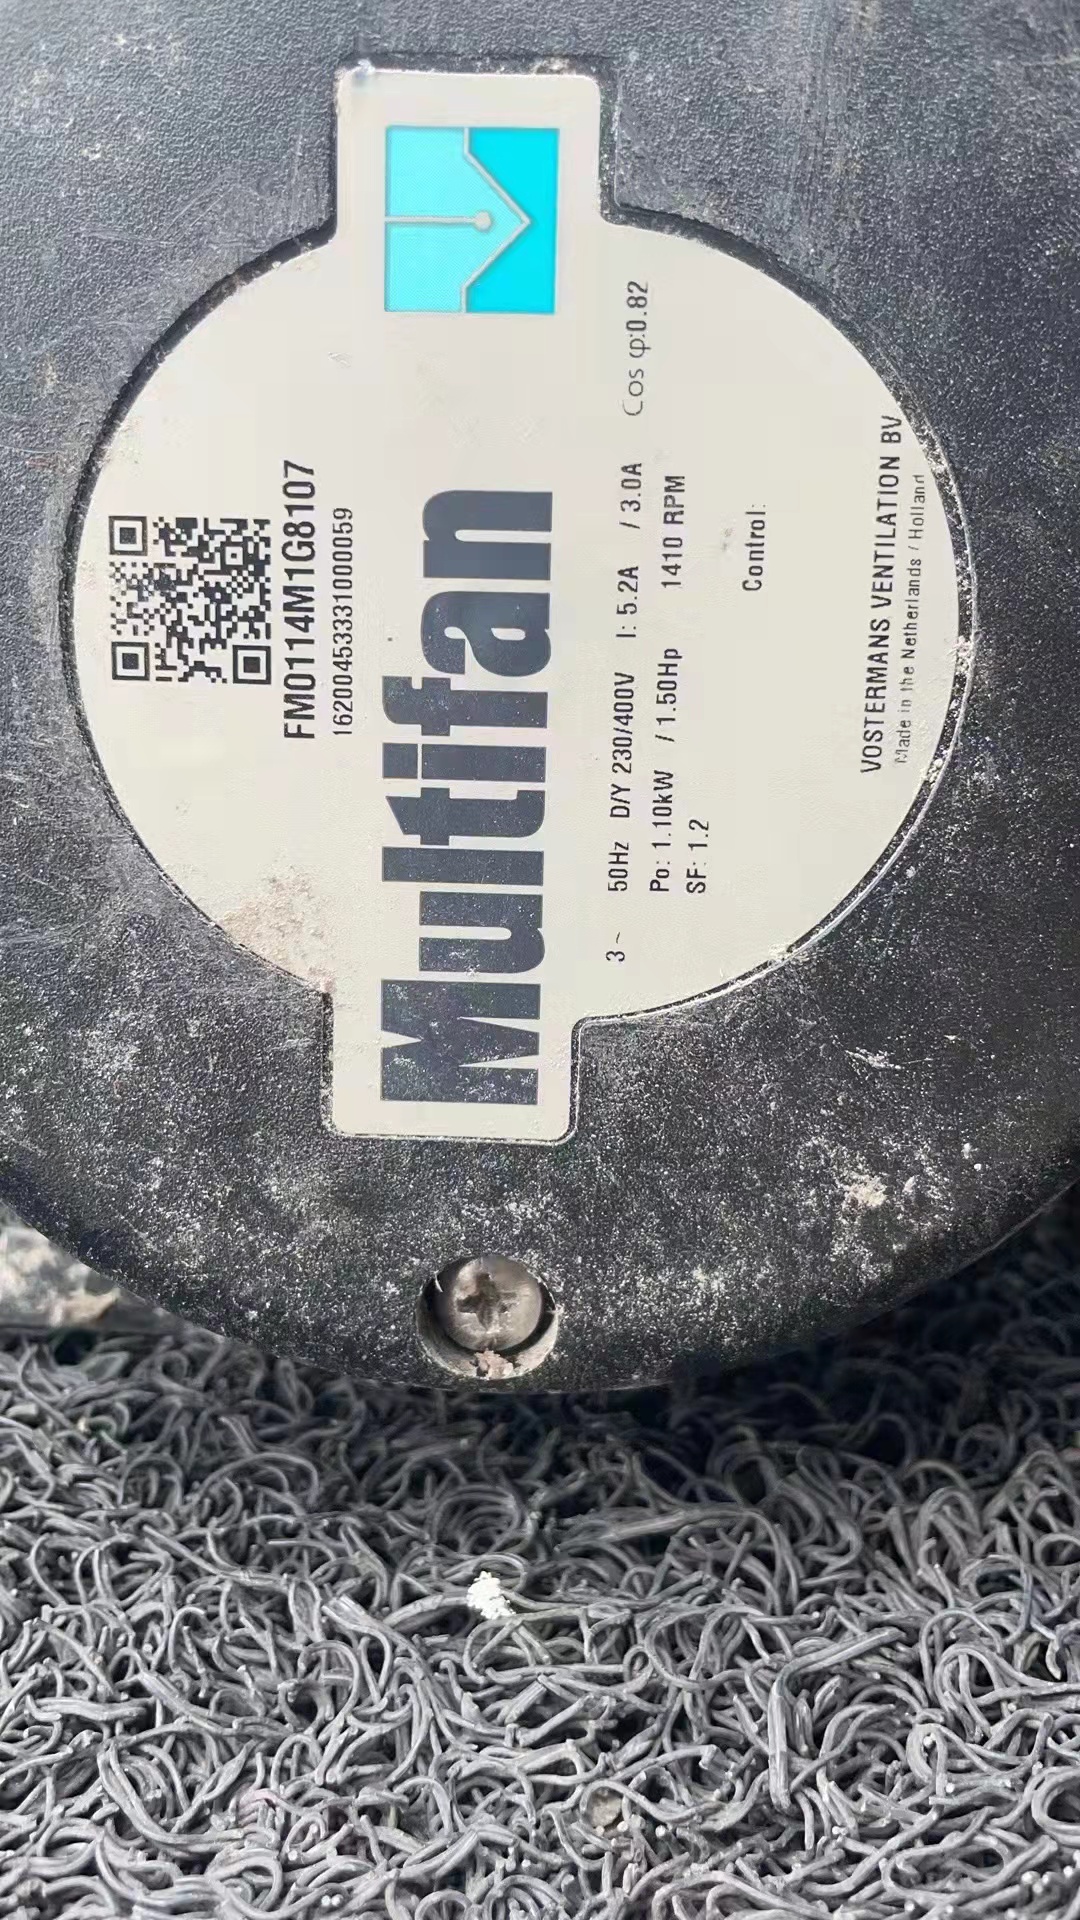 FM0114M1G8107
16200453331000059
Multifan
3~ 50Hz D/Y 230/400V I: 5.2A / 3.0A Cos φ:0.82
Po: 1.10kW / 1.50Hp 1410 RPM
SF: 1.2
Control:
VOSTERMANS VENTILATION BV
Made in the Netherlands / Holland